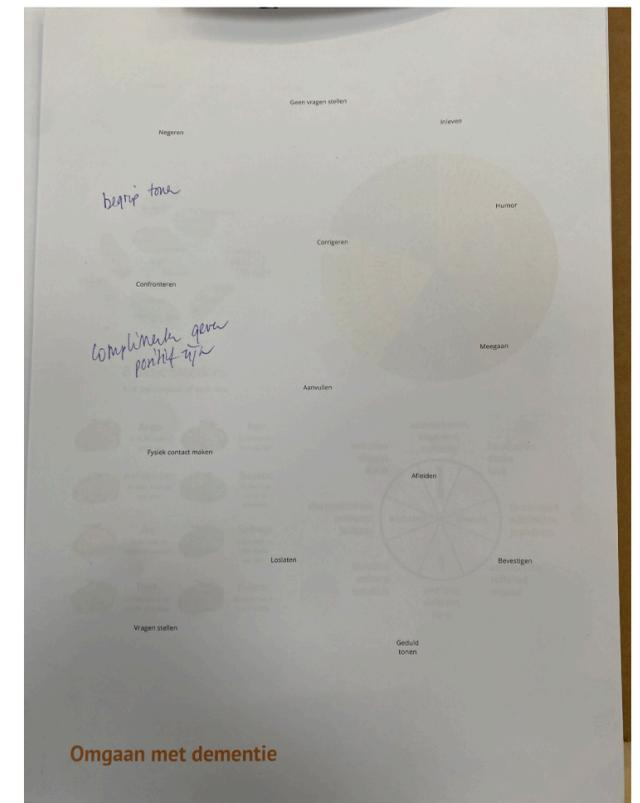 Geen vragen stellen
Inleven
Negeren
begrip tonen
Humor
Corrigeren
Confronteren
complimenten geven
positief zijn
Meegaan
Aanvullen
Fysiek contact maken
Afleiden
Loslaten
Bevestigen
Vragen stellen
Geduld
tonen
Omgaan met dementie